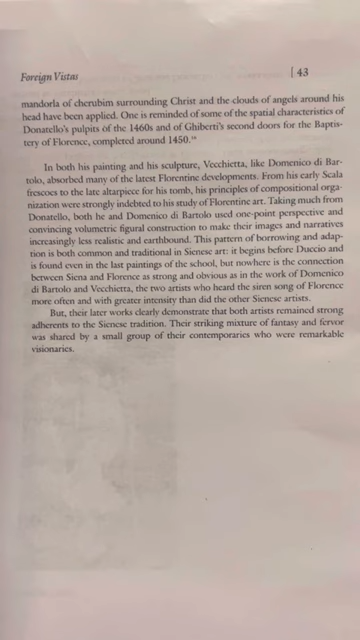 Foreign Vistas | 43
mandorla of cherubim surrounding Christ and the clouds of angels around his
head have been applied. One is reminded of some of the spatial characteristics of
Donatello's pulpits of the 1460s and of Ghiberti's second doors for the Baptis-
tery of Florence, completed around 1450.
In both his painting and his sculpture, Vecchietta, like Domenico di Bar-
tolo, absorbed many of the latest Florentine developments. From his early Scala
frescoes to the late altarpiece for his tomb, his principles of compositional orga-
nization were strongly indebted to his study of Florentine art. Taking much from
Donatello, both he and Domenico di Bartolo used one-point perspective and
convincing volumetric figural construction to make their images and narratives
increasingly less realistic and earthbound. This pattern of borrowing and adap-
tion is both common and traditional in Sienese art: it begins before Duccio and
is found even in the last paintings of the school, but nowhere is the connection
between Siena and Florence as strong and obvious as in the work of Domenico
di Bartolo and Vecchietta, the two artists who heard the siren song of Florence
more often and with greater intensity than did the other Sienese artists.
But, their later works clearly demonstrate that both artists remained strong
adherents to the Sienese tradition. Their striking mixture of fantasy and fervor
was shared by a small group of their contemporaries who were remarkable
visionaries.